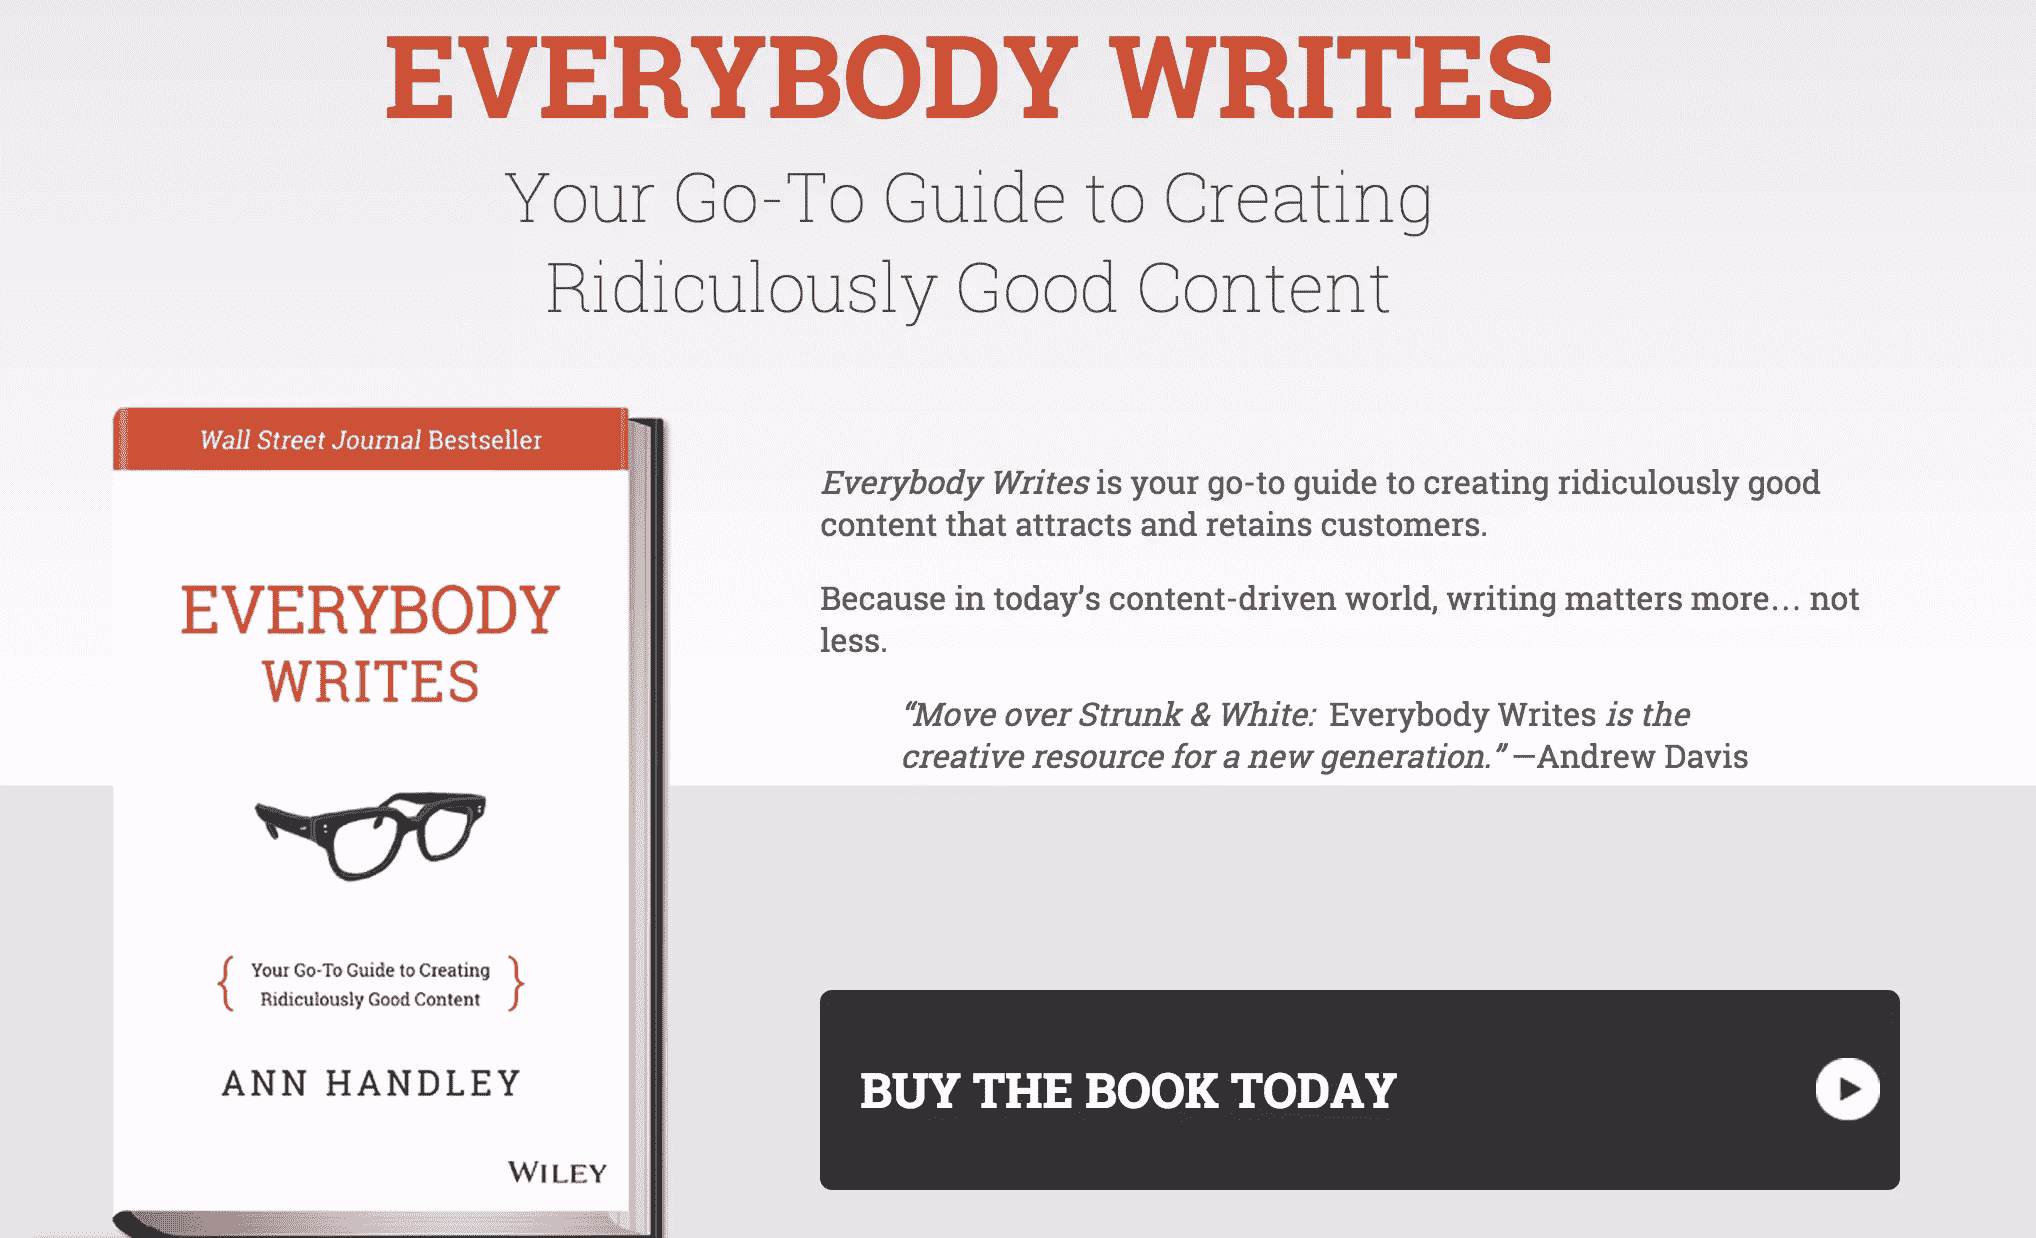 EVERYBODY WRITES
Your Go-To Guide to Creating
Ridiculously Good Content
Wall Street Journal Bestseller
EVERYBODY
WRITES
{ Your Go-To Guide to Creating
Ridiculously Good Content }
ANN HANDLEY
WILEY
Everybody Writes is your go-to guide to creating ridiculously good
content that attracts and retains customers.
Because in today’s content-driven world, writing matters more… not
less.
“Move over Strunk & White: Everybody Writes is the
creative resource for a new generation.” —Andrew Davis
BUY THE BOOK TODAY